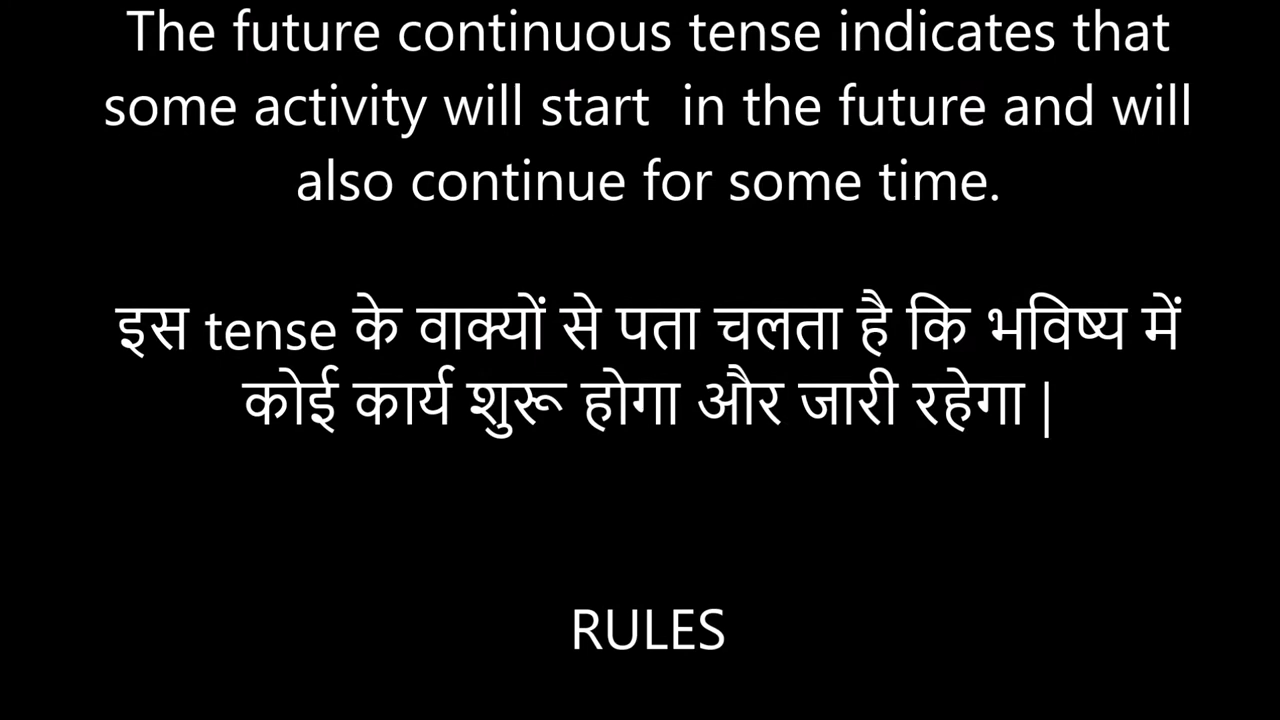 The future continuous tense indicates that
some activity will start  in the future and will
also continue for some time.
इस tense के वाक्यों से पता चलता है कि भविष्य में
कोई कार्य शुरू होगा और जारी रहेगा |
RULES